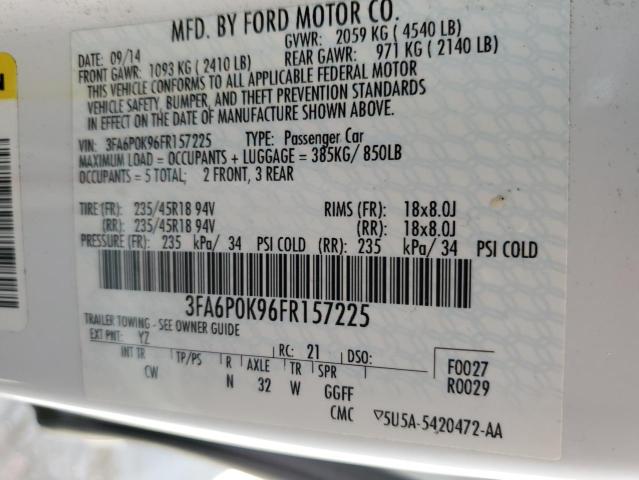 MFD. BY FORD MOTOR CO.
DATE: 09/14 GVWR: 2059 KG ( 4540 LB)
FRONT GAWR: 1093 KG ( 2410 LB) REAR GAWR: 971 KG ( 2140 LB)
THIS VEHICLE CONFORMS TO ALL APPLICABLE FEDERAL MOTOR
VEHICLE SAFETY, BUMPER, AND THEFT PREVENTION STANDARDS
IN EFFECT ON THE DATE OF MANUFACTURE SHOWN ABOVE.
VIN: 3FA6P0K96FR157225 TYPE: Passenger Car
MAXIMUM LOAD = OCCUPANTS + LUGGAGE = 385KG/ 850LB
OCCUPANTS = 5 TOTAL; 2 FRONT, 3 REAR
TIRE (FR): 235/45R18 94V RIMS (FR): 18x8.0J
(RR): 235/45R18 94V (RR): 18x8.0J
PRESSURE (FR): 235 kPa/ 34 PSI COLD (RR): 235 kPa/ 34 PSI COLD
3FA6P0K96FR157225
TRAILER TOWING - SEE OWNER GUIDE
EXT PNT: YZ RC: 21 DSO: F0027
INT TR TP/PS R AXLE TR SPR R0029
CW N 32 W GGFF
CMC 5U5A-5420472-AA